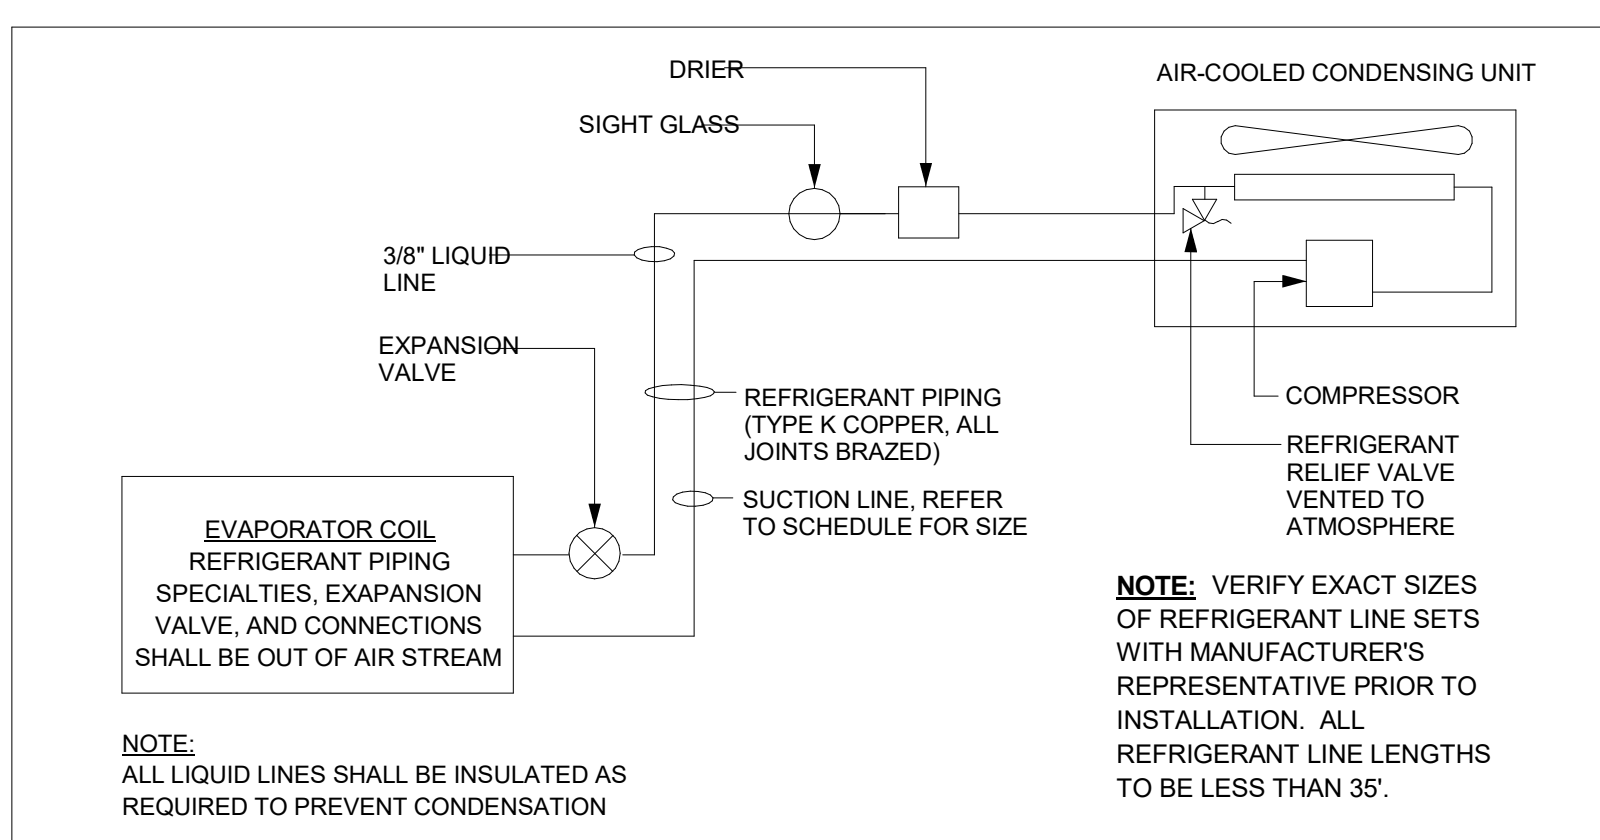 DRIER
AIR-COOLED CONDENSING UNIT
SIGHT GLASS
3/8" LIQUID
LINE
EXPANSION
VALVE
REFRIGERANT PIPING
(TYPE K COPPER, ALL
JOINTS BRAZED)
SUCTION LINE, REFER
TO SCHEDULE FOR SIZE
COMPRESSOR
REFRIGERANT
RELIEF VALVE
VENTED TO
ATMOSPHERE
EVAPORATOR COIL
REFRIGERANT PIPING
SPECIALTIES, EXAPANSION
VALVE, AND CONNECTIONS
SHALL BE OUT OF AIR STREAM
NOTE: VERIFY EXACT SIZES
OF REFRIGERANT LINE SETS
WITH MANUFACTURER'S
REPRESENTATIVE PRIOR TO
INSTALLATION. ALL
REFRIGERANT LINE LENGTHS
TO BE LESS THAN 35'.
NOTE:
ALL LIQUID LINES SHALL BE INSULATED AS
REQUIRED TO PREVENT CONDENSATION